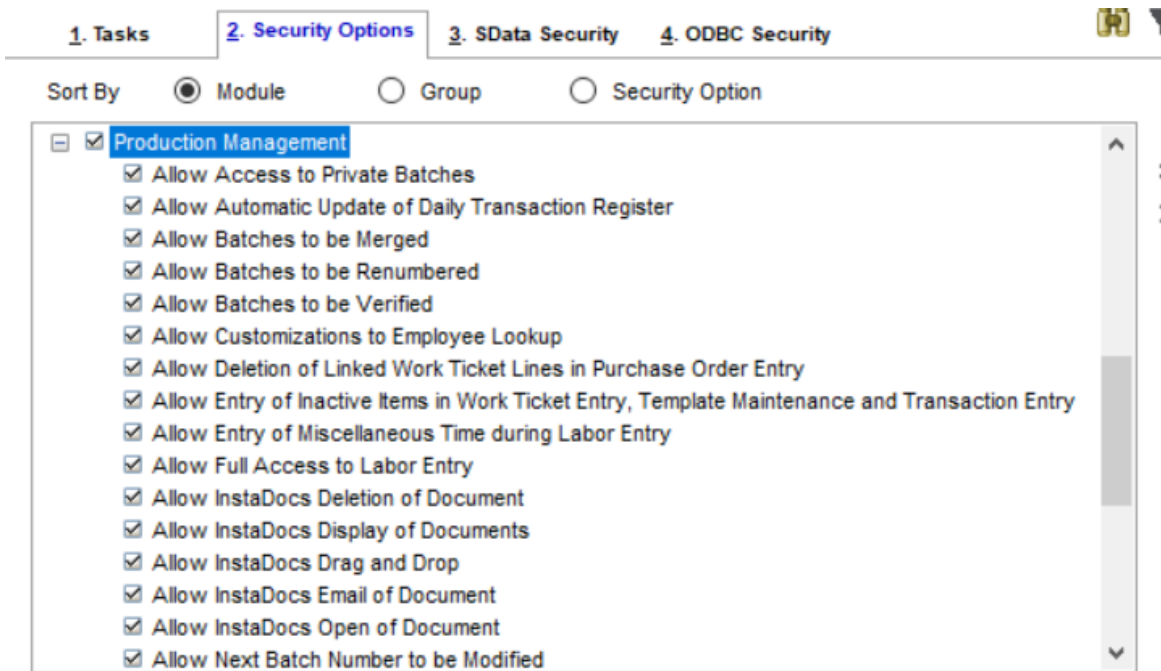 1. Tasks 2. Security Options 3. SData Security 4. ODBC Security
Sort By Module Group Security Option
Production Management
Allow Access to Private Batches
Allow Automatic Update of Daily Transaction Register
Allow Batches to be Merged
Allow Batches to be Renumbered
Allow Batches to be Verified
Allow Customizations to Employee Lookup
Allow Deletion of Linked Work Ticket Lines in Purchase Order Entry
Allow Entry of Inactive Items in Work Ticket Entry, Template Maintenance and Transaction Entry
Allow Entry of Miscellaneous Time during Labor Entry
Allow Full Access to Labor Entry
Allow InstaDocs Deletion of Document
Allow InstaDocs Display of Documents
Allow InstaDocs Drag and Drop
Allow InstaDocs Email of Document
Allow InstaDocs Open of Document
Allow Next Batch Number to be Modified